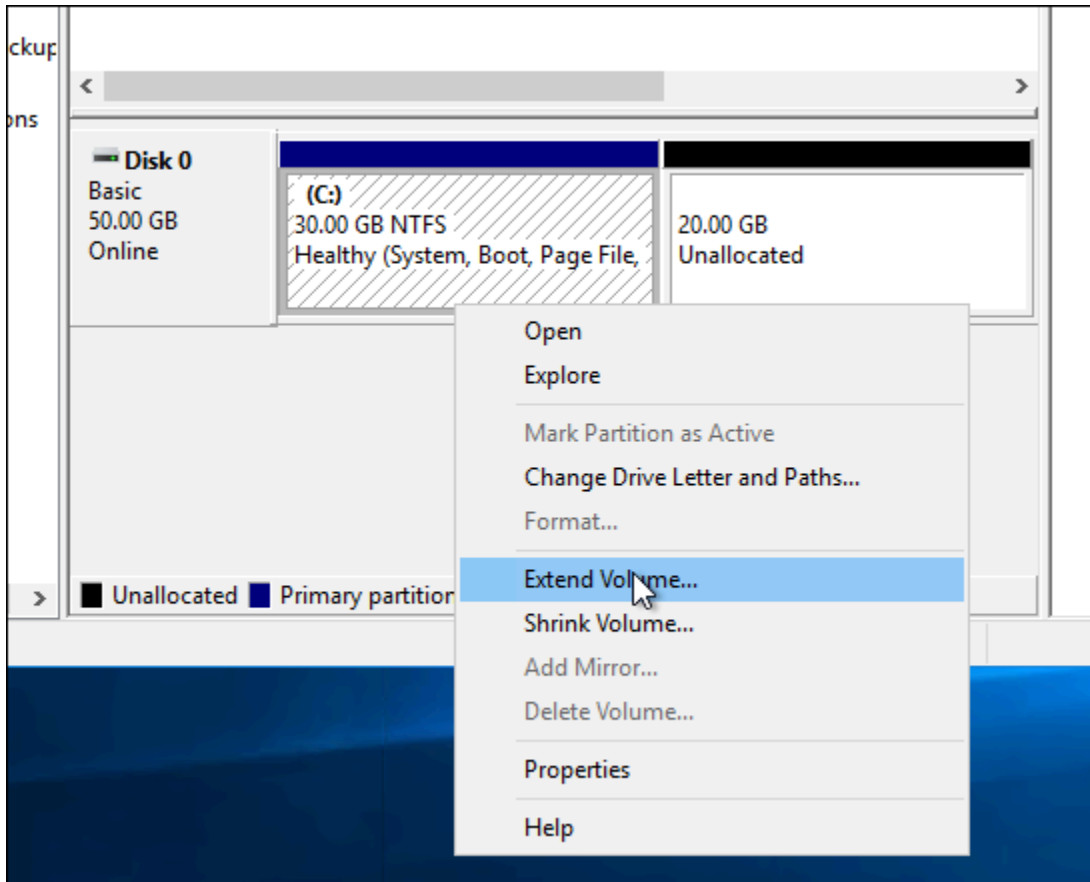 ckup
ons
Disk 0
Basic
50.00 GB
Online
(C:)
30.00 GB NTFS
Healthy (System, Boot, Page File,
20.00 GB
Unallocated
Open
Explore
Mark Partition as Active
Change Drive Letter and Paths...
Format...
Extend Volume...
Shrink Volume...
Add Mirror...
Delete Volume...
Properties
Help
Unallocated Primary partition